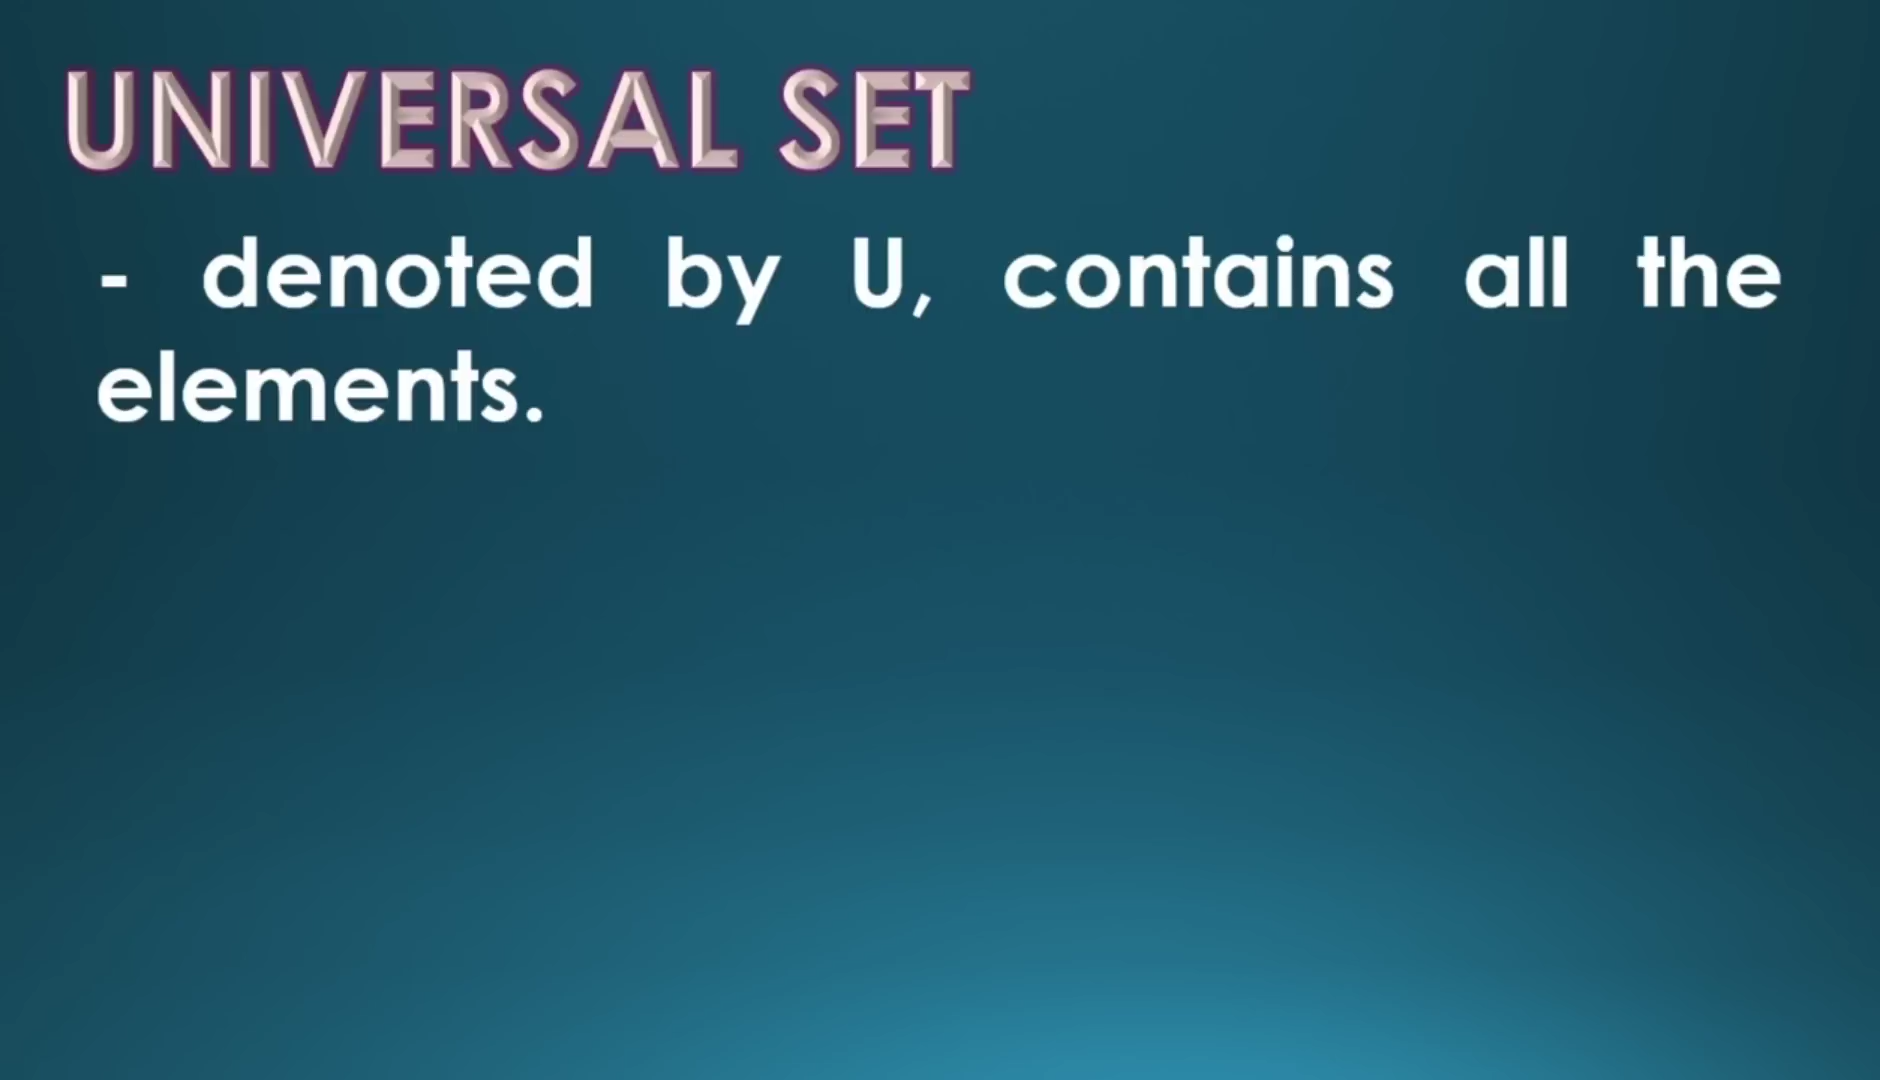 UNIVERSAL SET
- denoted by U, contains all the
elements.